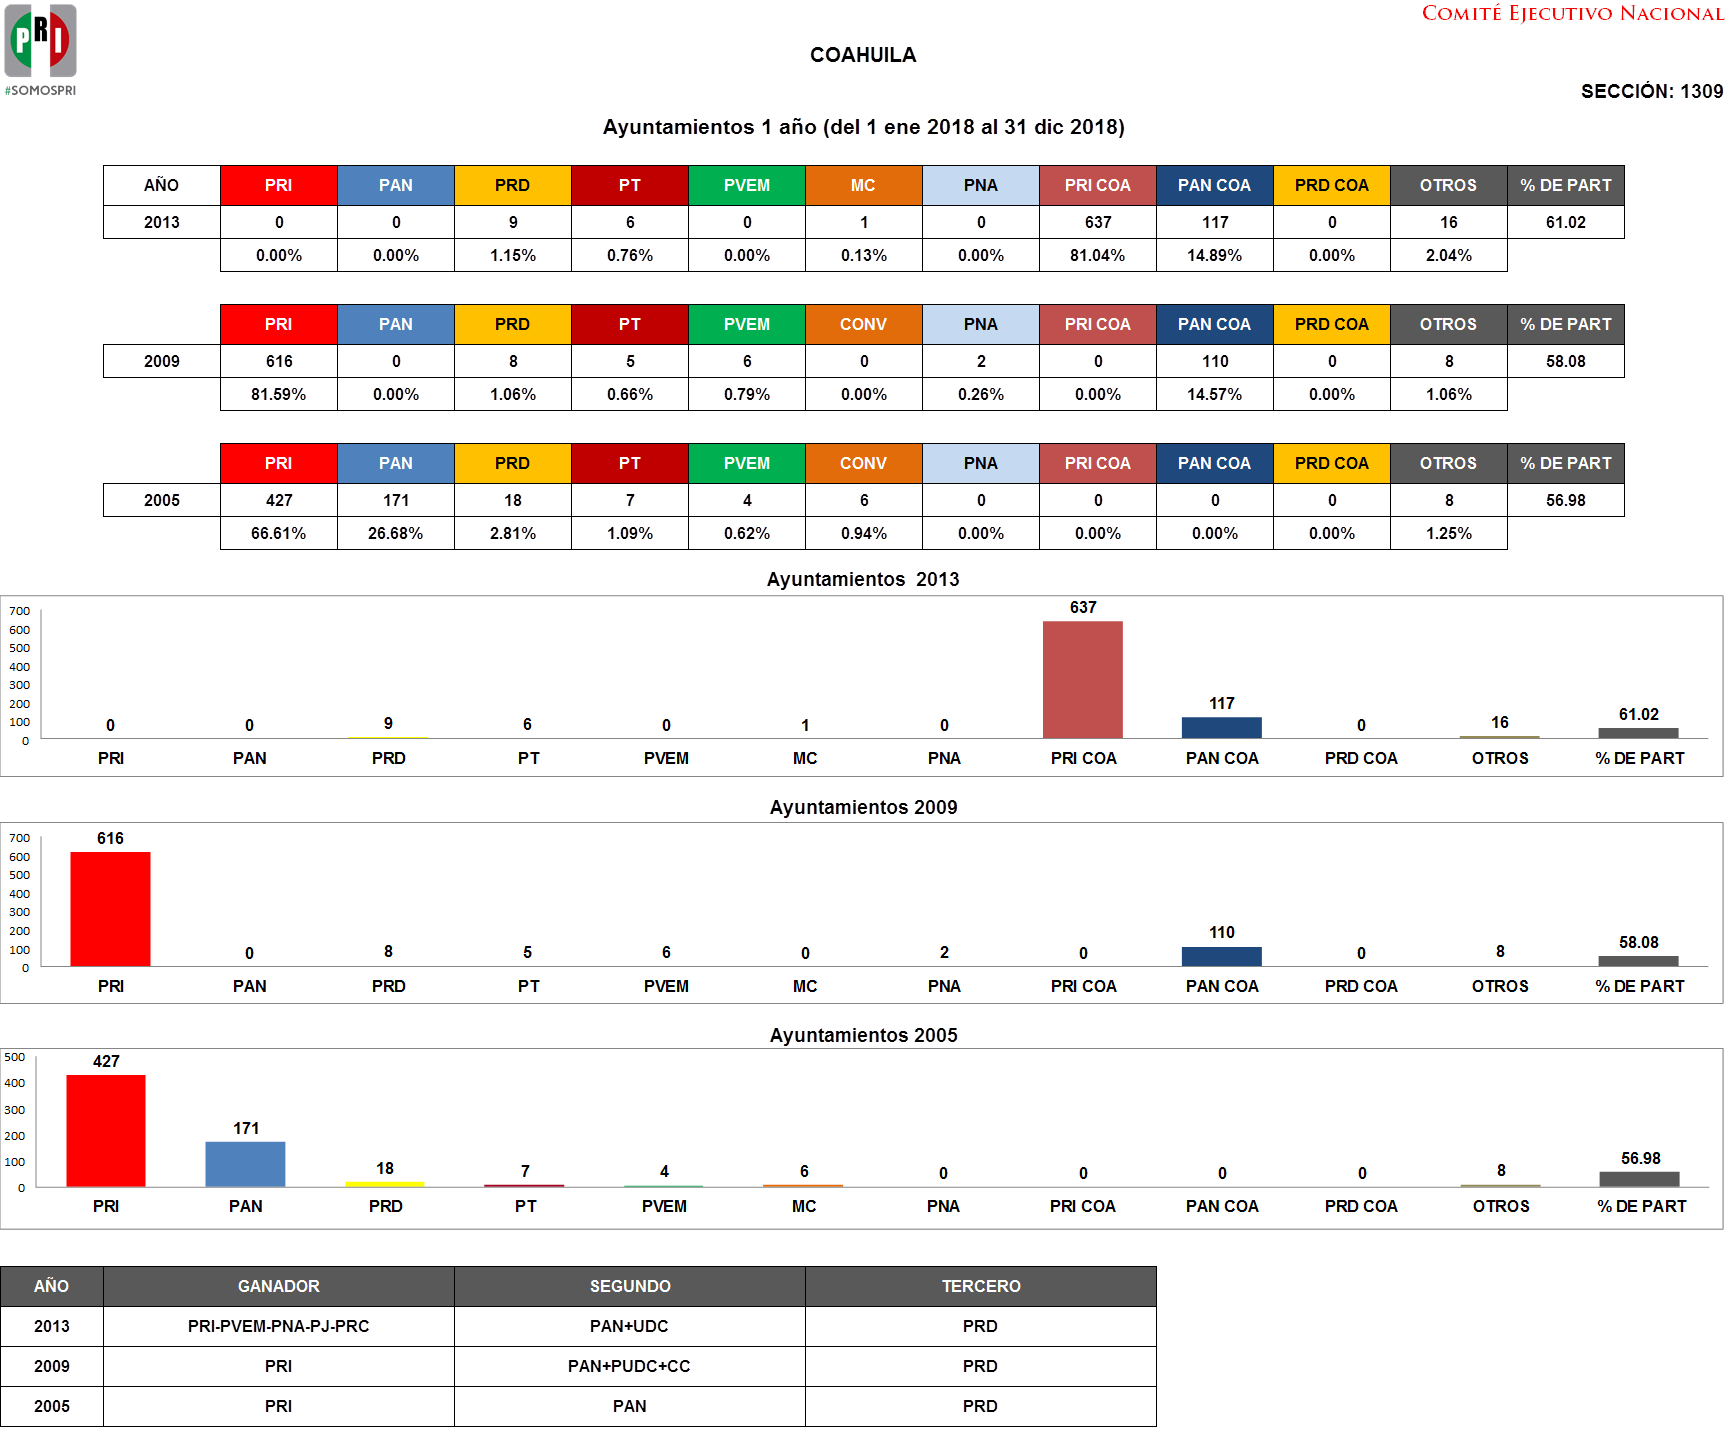 COMITÉ EJECUTIVO NACIONAL
PRI
#SOMOSPRI
COAHUILA
SECCIÓN: 1309
Ayuntamientos 1 año (del 1 ene 2018 al 31 dic 2018)
AÑO PRI PAN PRD PT PVEM MC PNA PRI COA PAN COA PRD COA OTROS % DE PART
2013 0 0 9 6 0 1 0 637 117 0 16 61.02
0.00% 0.00% 1.15% 0.76% 0.00% 0.13% 0.00% 81.04% 14.89% 0.00% 2.04%
PRI PAN PRD PT PVEM CONV PNA PRI COA PAN COA PRD COA OTROS % DE PART
2009 616 0 8 5 6 0 2 0 110 0 8 58.08
81.59% 0.00% 1.06% 0.66% 0.79% 0.00% 0.26% 0.00% 14.57% 0.00% 1.06%
PRI PAN PRD PT PVEM CONV PNA PRI COA PAN COA PRD COA OTROS % DE PART
2005 427 171 18 7 4 6 0 0 0 0 8 56.98
66.61% 26.68% 2.81% 1.09% 0.62% 0.94% 0.00% 0.00% 0.00% 0.00% 1.25%
Ayuntamientos 2013
700
600
500
400
300
200
100
0
0 0 9 6 0 1 0 637 117 0 16 61.02
PRI PAN PRD PT PVEM MC PNA PRI COA PAN COA PRD COA OTROS % DE PART
Ayuntamientos 2009
700
600
500
400
300
200
100
0
616 0 8 5 6 0 2 0 110 0 8 58.08
PRI PAN PRD PT PVEM MC PNA PRI COA PAN COA PRD COA OTROS % DE PART
Ayuntamientos 2005
500
400
300
200
100
0
427 171 18 7 4 6 0 0 0 0 8 56.98
PRI PAN PRD PT PVEM MC PNA PRI COA PAN COA PRD COA OTROS % DE PART
AÑO GANADOR SEGUNDO TERCERO
2013 PRI-PVEM-PNA-PJ-PRC PAN+UDC PRD
2009 PRI PAN+PUDC+CC PRD
2005 PRI PAN PRD